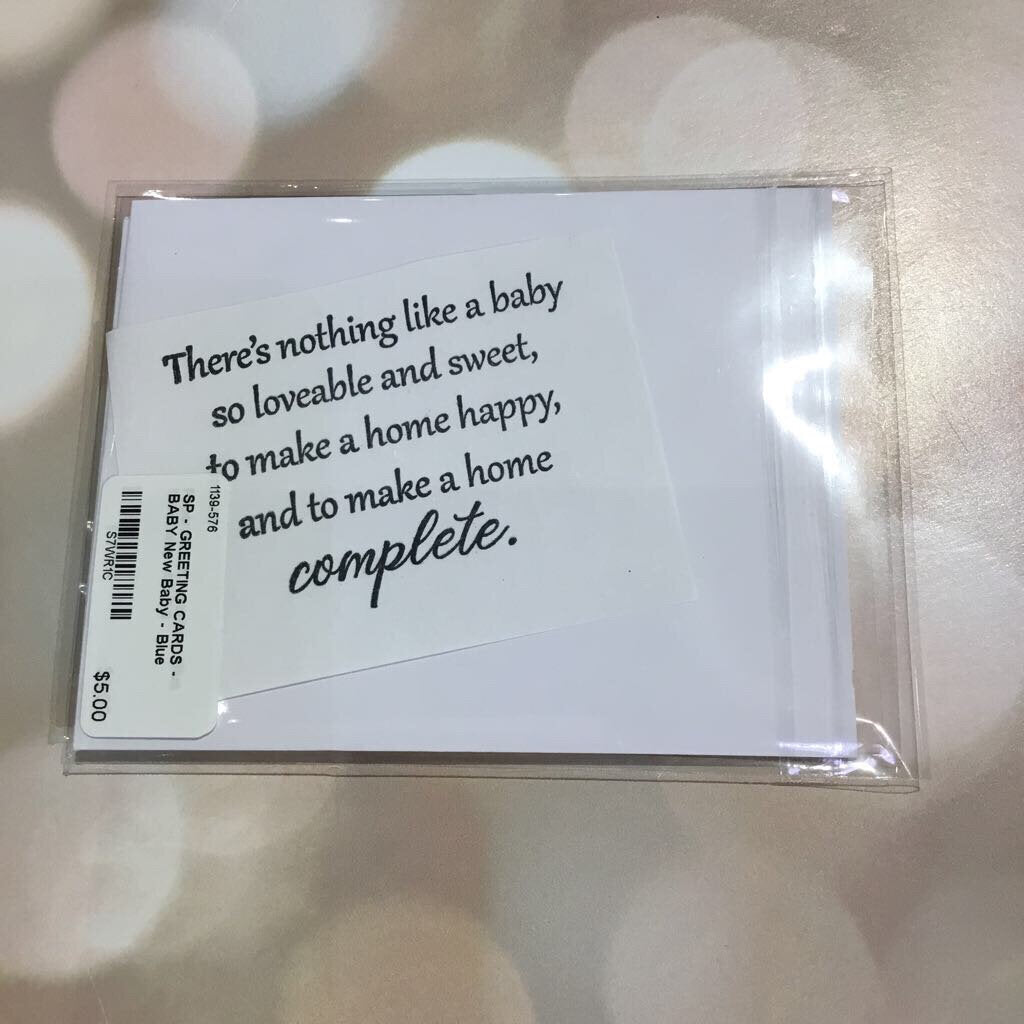 There's nothing like a baby
so loveable and sweet,
to make a home happy,
and to make a home
complete.
1139-576
SP - GREETING CARDS -
BABY New Baby - Blue
S7WR1C
$5.00